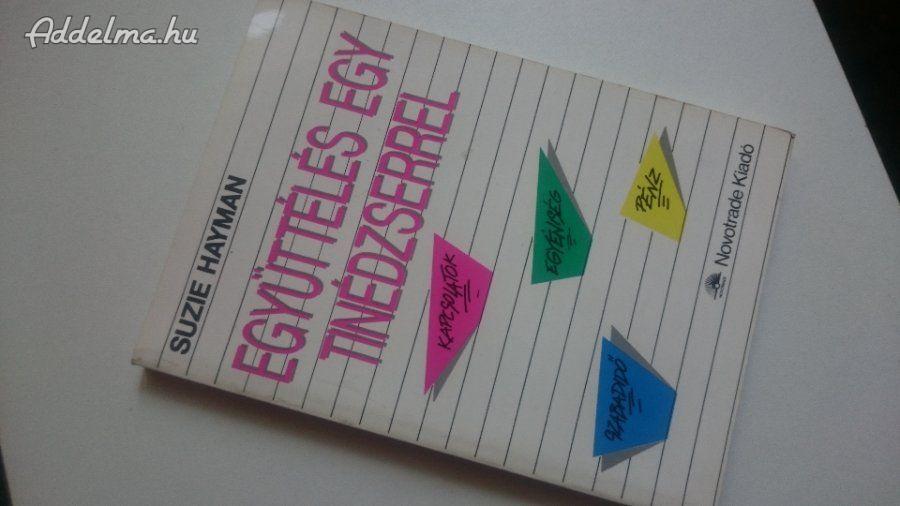 Addelma.hu
SUZIE HAYMAN
EGYÜTTÉLÉS EGY
TINÉDZSERREL
KAPCSOLATOK
EGYÉNISÉG
PÉNZ
SZABADIDŐ
Novotrade Kiadó